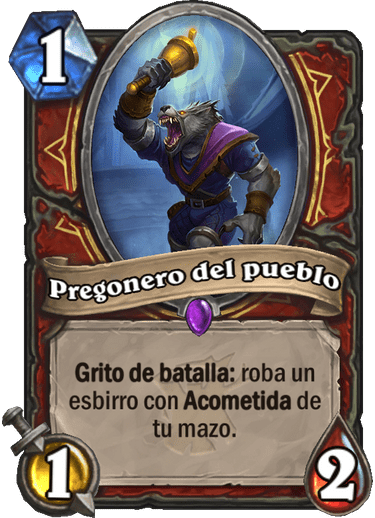 1
Pregonero del pueblo
Grito de batalla: roba un
esbirro con Acometida de
tu mazo.
1
2